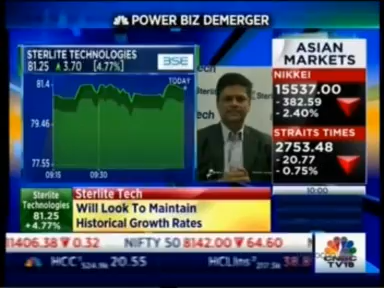 POWER BIZ DEMERGER
STERLITE TECHNOLOGIES
81.25 3.70 [4.77%]
BSE
81.4
TODAY
79.46
77.55
09:15
09:30
ASIAN
MARKETS
NIKKEI
15537.00
- 382.59
- 2.40%
STRAITS TIMES
2753.48
- 20.77
- 0.75%
10:00
Sterlite
Technologies
81.25
+4.77%
Sterlite Tech
Will Look To Maintain
Historical Growth Rates
11406.38 ▼ 0.32 NIFTY 50 8142.00 ▼ 64.60
HCC 20.55 HCLIns
CNBC
TV18